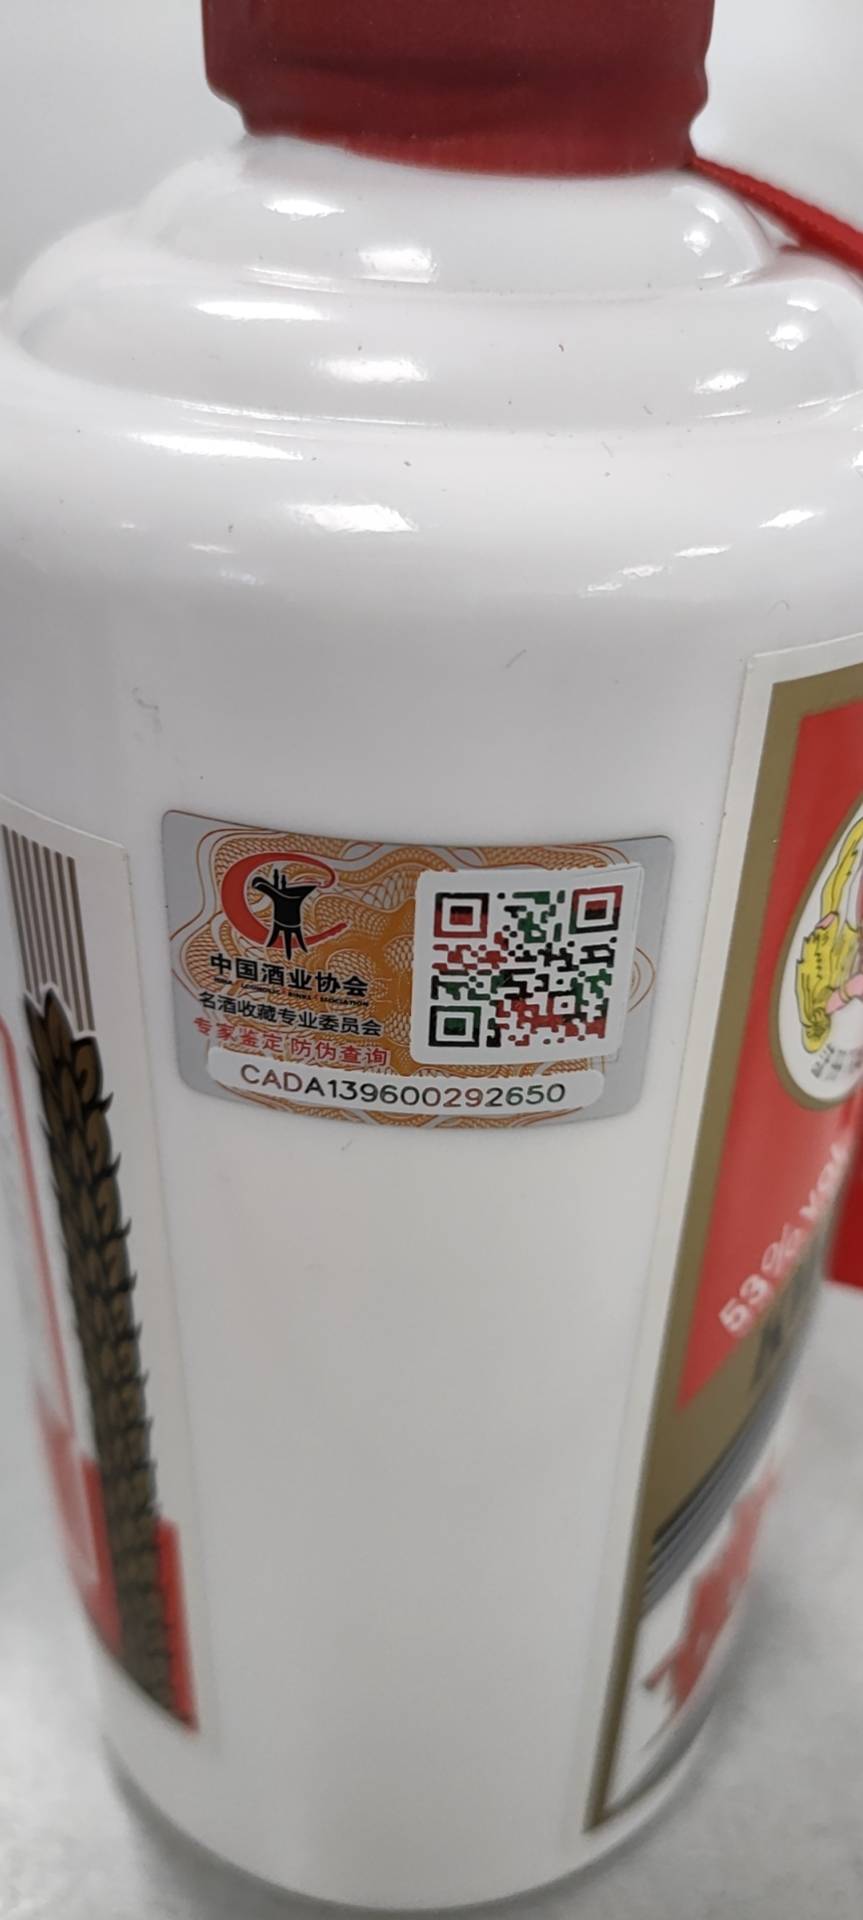 中国酒业协会
名酒收藏专业委员会
专家鉴定 防伪查询
CADA139600292650
53% vol